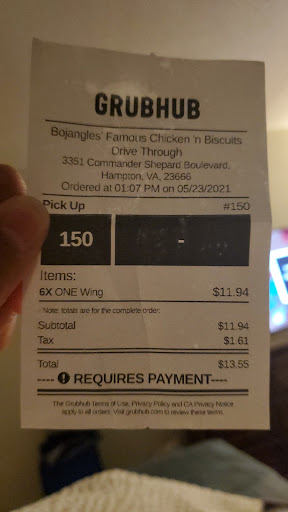 GRUBHUB
Bojangles' Famous Chicken 'n Biscuits
Drive Through
3351 Commander Shepard Boulevard,
Hampton, VA, 23666
Ordered at 01:07 PM on 05/23/2021
Pick Up #150
150 -
Items:
6X ONE Wing $11.94
Note: totals are for the complete order.
Subtotal $11.94
Tax $1.61
Total $13.55
---- ! REQUIRES PAYMENT----
The Grubhub Terms of Use, Privacy Policy and CA Privacy Notice
apply to all orders. Visit grubhub.com to review these terms.